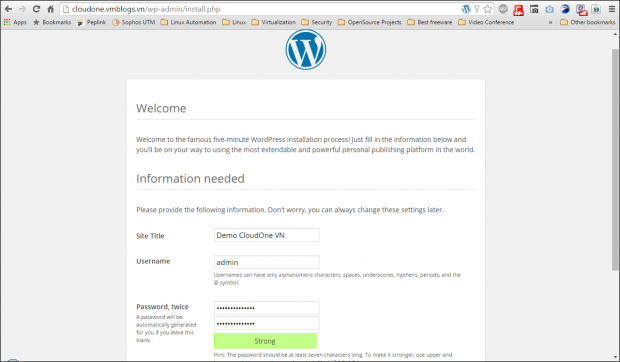 cloudone.vmblogs.vn/wp-admin/install.php
Apps Bookmarks Peplink Sophos UTM Linux Automation Linux Virtualization Security OpenSource Projects Best freeware Video Conference » Other bookmarks
Welcome
Welcome to the famous five-minute WordPress installation process! Just fill in the information below and
you'll be on your way to using the most extendable and powerful personal publishing platform in the world.
Information needed
Please provide the following information. Don't worry, you can always change these settings later.
Site Title
Demo CloudOne VN
Username
admin
Usernames can have only alphanumeric characters, spaces, underscores, hyphens, periods, and the
@ symbol.
Password, twice
A password will be
automatically generated
for you if you leave this
blank.
Strong
Hint: The password should be at least seven characters long. To make it stronger, use upper and